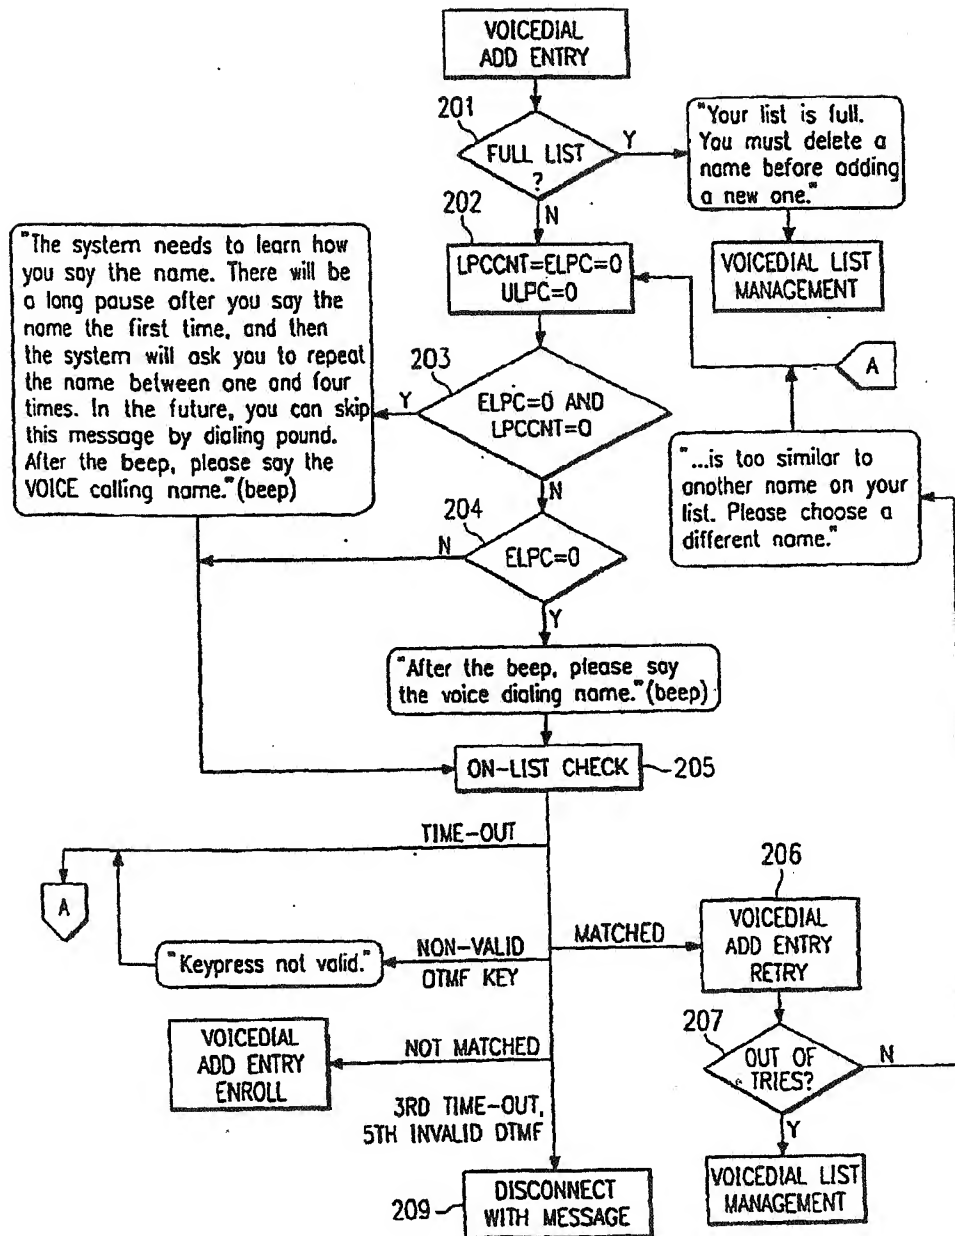 VOICEDIAL
ADD ENTRY
201
FULL LIST
?
Y
N
"Your list is full.
You must delete a
name before adding
a new one."
VOICEDIAL LIST
MANAGEMENT
202
LPCCNT=ELPC=0
ULPC=0
A
"The system needs to learn how
you say the name. There will be
a long pause after you say the
name the first time, and then
the system will ask you to repeat
the name between one and four
times. In the future, you can skip
this message by dialing pound.
After the beep, please say the
VOICE calling name."(beep)
203
Y
ELPC=0 AND
LPCCNT=0
N
"...is too similar to
another name on your
list. Please choose a
different name."
204
N
ELPC=0
Y
"After the beep, please say
the voice dialing name."(beep)
ON-LIST CHECK
205
TIME-OUT
A
"Keypress not valid."
NON-VALID
DTMF KEY
MATCHED
206
VOICEDIAL
ADD ENTRY
RETRY
VOICEDIAL
ADD ENTRY
ENROLL
NOT MATCHED
207
OUT OF
TRIES?
N
Y
3RD TIME-OUT,
5TH INVALID DTMF
209
DISCONNECT
WITH MESSAGE
VOICEDIAL LIST
MANAGEMENT